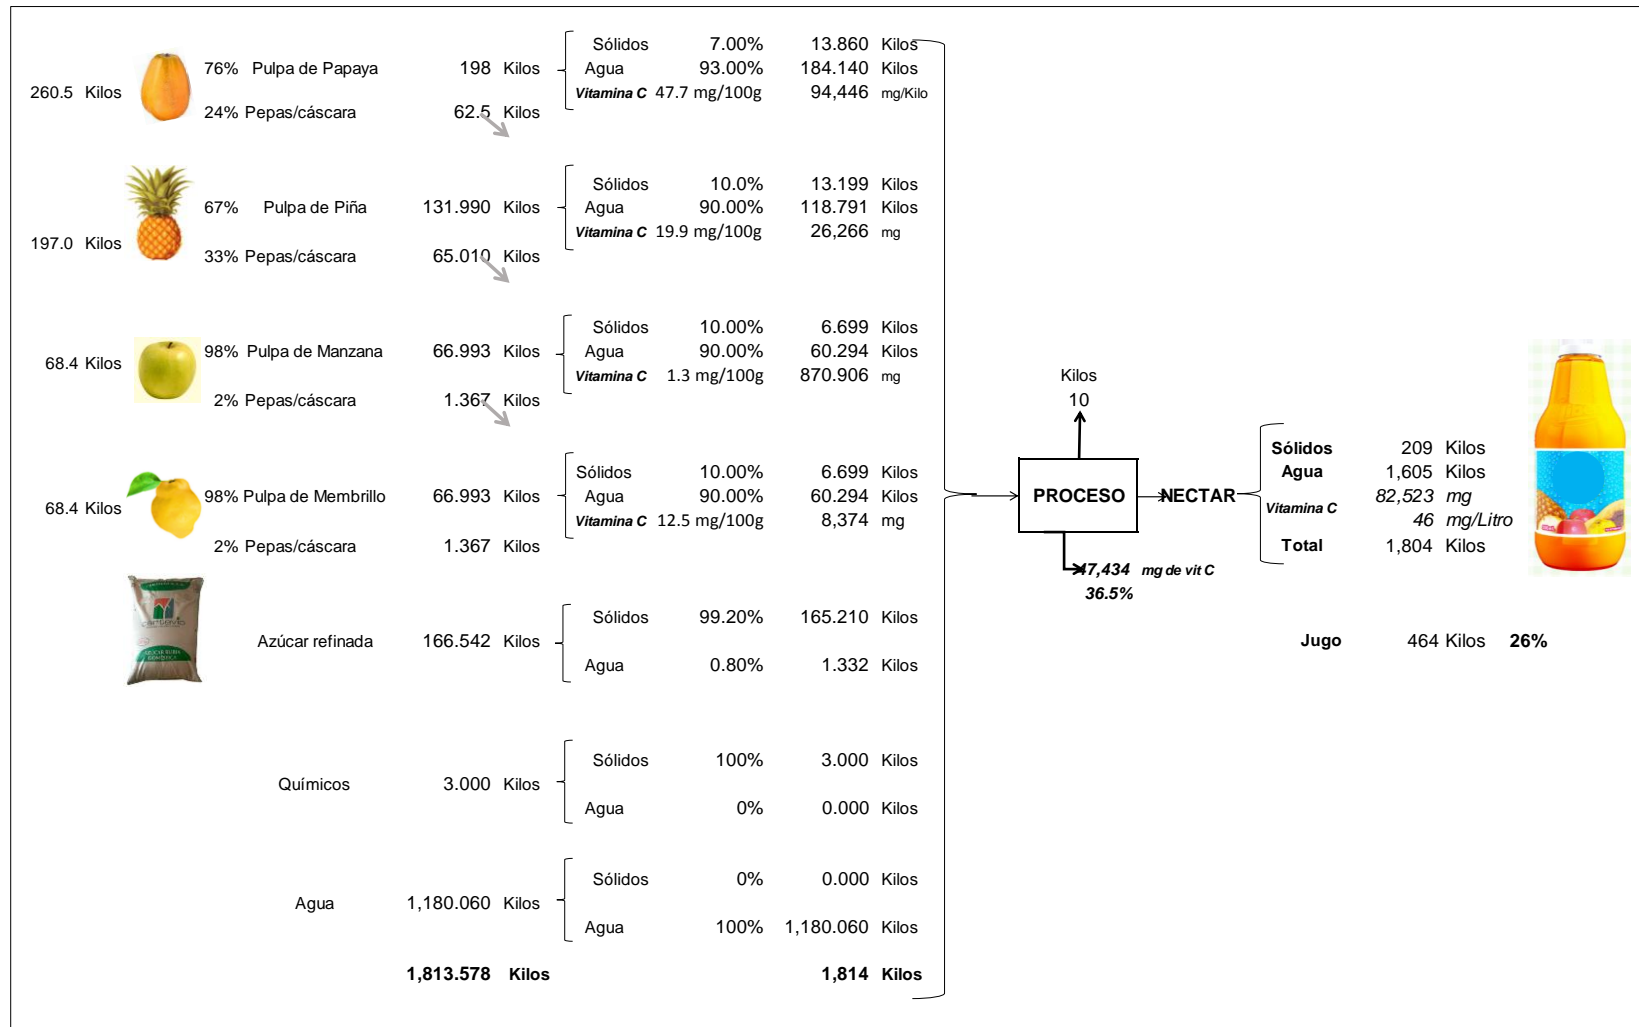 Sólidos 7.00% 13.860 Kilos
76% Pulpa de Papaya 198 Kilos Agua 93.00% 184.140 Kilos
260.5 Kilos Vitamina C 47.7 mg/100g 94,446 mg/Kilo
24% Pepas/cáscara 62.5 Kilos
Sólidos 10.0% 13.199 Kilos
67% Pulpa de Piña 131.990 Kilos Agua 90.00% 118.791 Kilos
Vitamina C 19.9 mg/100g 26,266 mg
197.0 Kilos
33% Pepas/cáscara 65.010 Kilos
Sólidos 10.00% 6.699 Kilos
98% Pulpa de Manzana 66.993 Kilos Agua 90.00% 60.294 Kilos
68.4 Kilos
Vitamina C 1.3 mg/100g 870.906 mg
2% Pepas/cáscara 1.367 Kilos
Sólidos 10.00% 6.699 Kilos
98% Pulpa de Membrillo 66.993 Kilos Agua 90.00% 60.294 Kilos
68.4 Kilos
Vitamina C 12.5 mg/100g 8,374 mg
2% Pepas/cáscara 1.367 Kilos
Sólidos 99.20% 165.210 Kilos
Azúcar refinada 166.542 Kilos
Agua 0.80% 1.332 Kilos
Sólidos 100% 3.000 Kilos
Químicos 3.000 Kilos
Agua 0% 0.000 Kilos
Sólidos 0% 0.000 Kilos
Agua 1,180.060 Kilos
Agua 100% 1,180.060 Kilos
1,813.578 Kilos 1,814 Kilos
Kilos
10
PROCESO
NECTAR
47,434 mg de vit C
36.5%
Sólidos 209 Kilos
Agua 1,605 Kilos
82,523 mg
Vitamina C
46 mg/Litro
Total 1,804 Kilos
Jugo 464 Kilos 26%